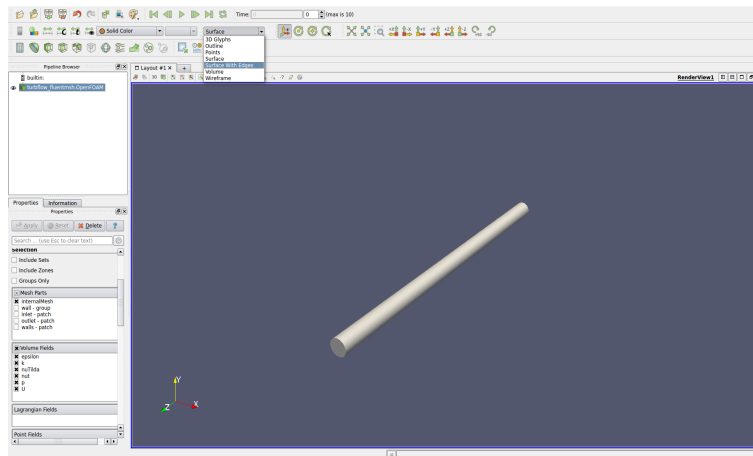 Time: 0 (max is 10)
Solid Color Surface
3D Glyphs
Outline
Points
Surface
Surface With Edges
Volume
Wireframe
Pipeline Browser
builtin:
turbflow_fluentmsh.OpenFOAM
Layout #1 X +
RenderView1
Properties Information
Properties
Apply Reset Delete ?
Search ... (use Esc to clear text)
Selection
Include Sets
Include Zones
Groups Only
Mesh Parts
internalMesh
wall - group
inlet - patch
outlet - patch
walls - patch
Volume Fields
epsilon
k
nuTilda
nut
p
U
Lagrangian Fields
Point Fields
Y
Z
X